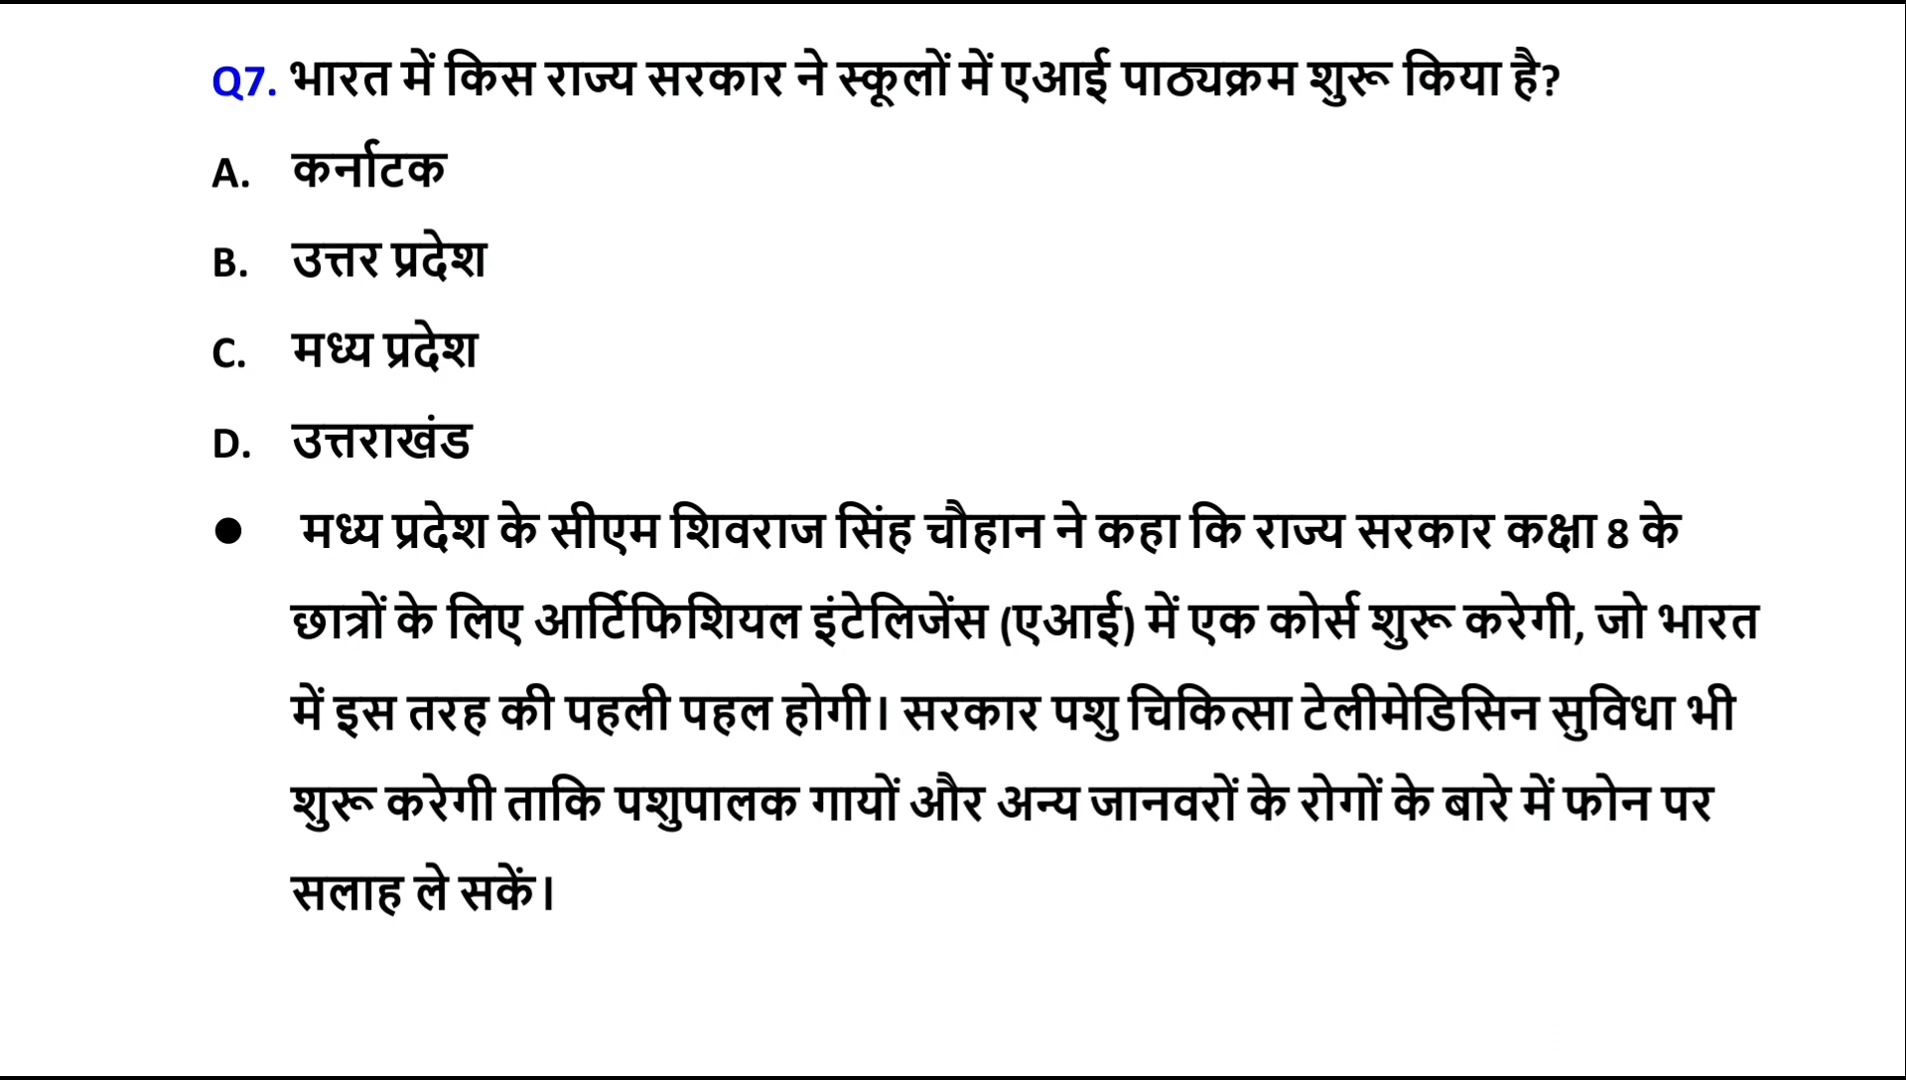 Q7. भारत में किस राज्य सरकार ने स्कूलों में एआई पाठ्यक्रम शुरू किया है?
A. कर्नाटक
B. उत्तर प्रदेश
C. मध्य प्रदेश
D. उत्तराखंड
● मध्य प्रदेश के सीएम शिवराज सिंह चौहान ने कहा कि राज्य सरकार कक्षा 8 के
छात्रों के लिए आर्टिफिशियल इंटेलिजेंस (एआई) में एक कोर्स शुरू करेगी, जो भारत
में इस तरह की पहली पहल होगी। सरकार पशु चिकित्सा टेलीमेडिसिन सुविधा भी
शुरू करेगी ताकि पशुपालक गायों और अन्य जानवरों के रोगों के बारे में फोन पर
सलाह ले सकें।